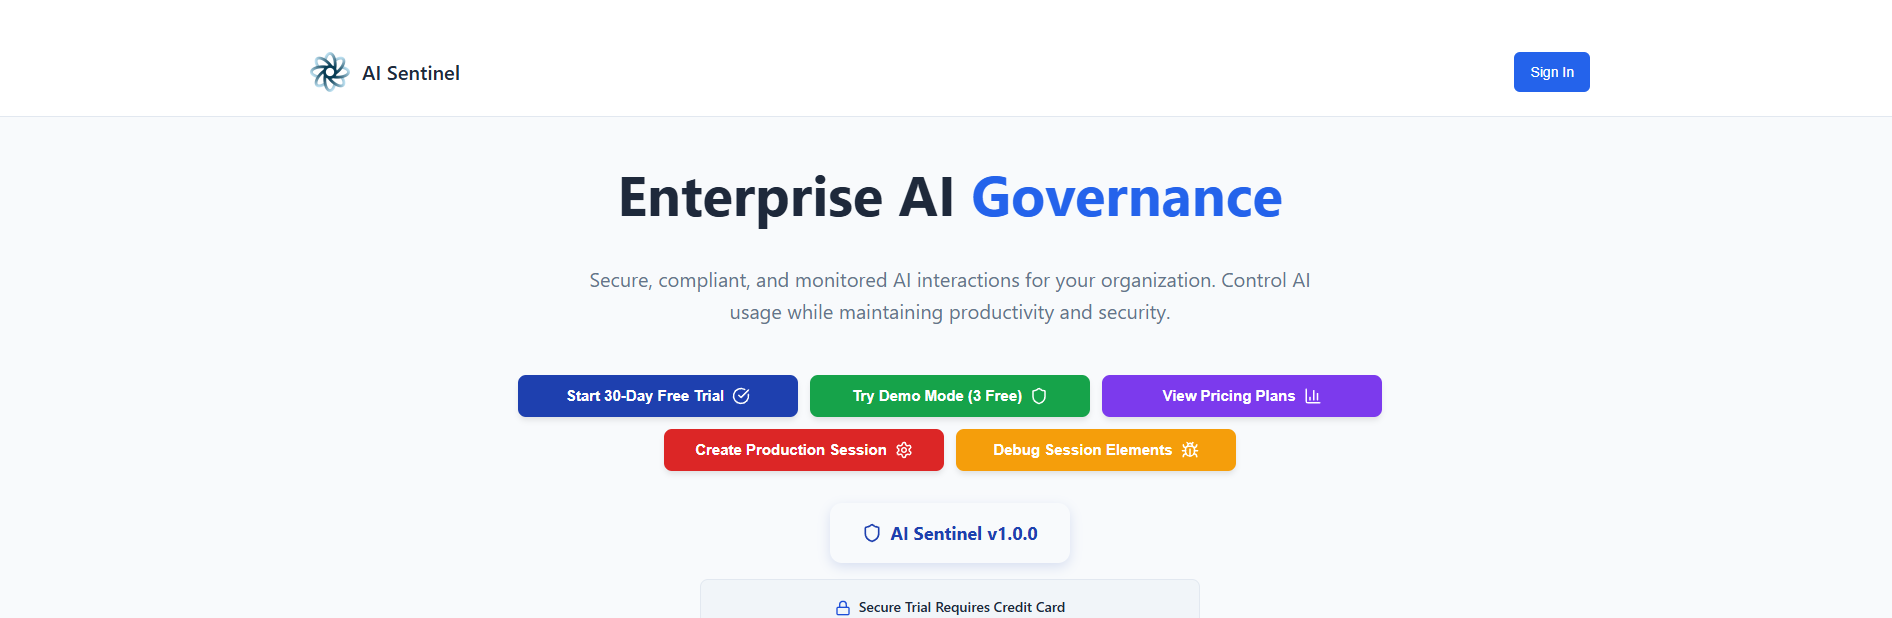 AI Sentinel
Sign In
Enterprise AI Governance
Secure, compliant, and monitored AI interactions for your organization. Control AI
usage while maintaining productivity and security.
Start 30-Day Free Trial
Try Demo Mode (3 Free)
View Pricing Plans
Create Production Session
Debug Session Elements
AI Sentinel v1.0.0
Secure Trial Requires Credit Card